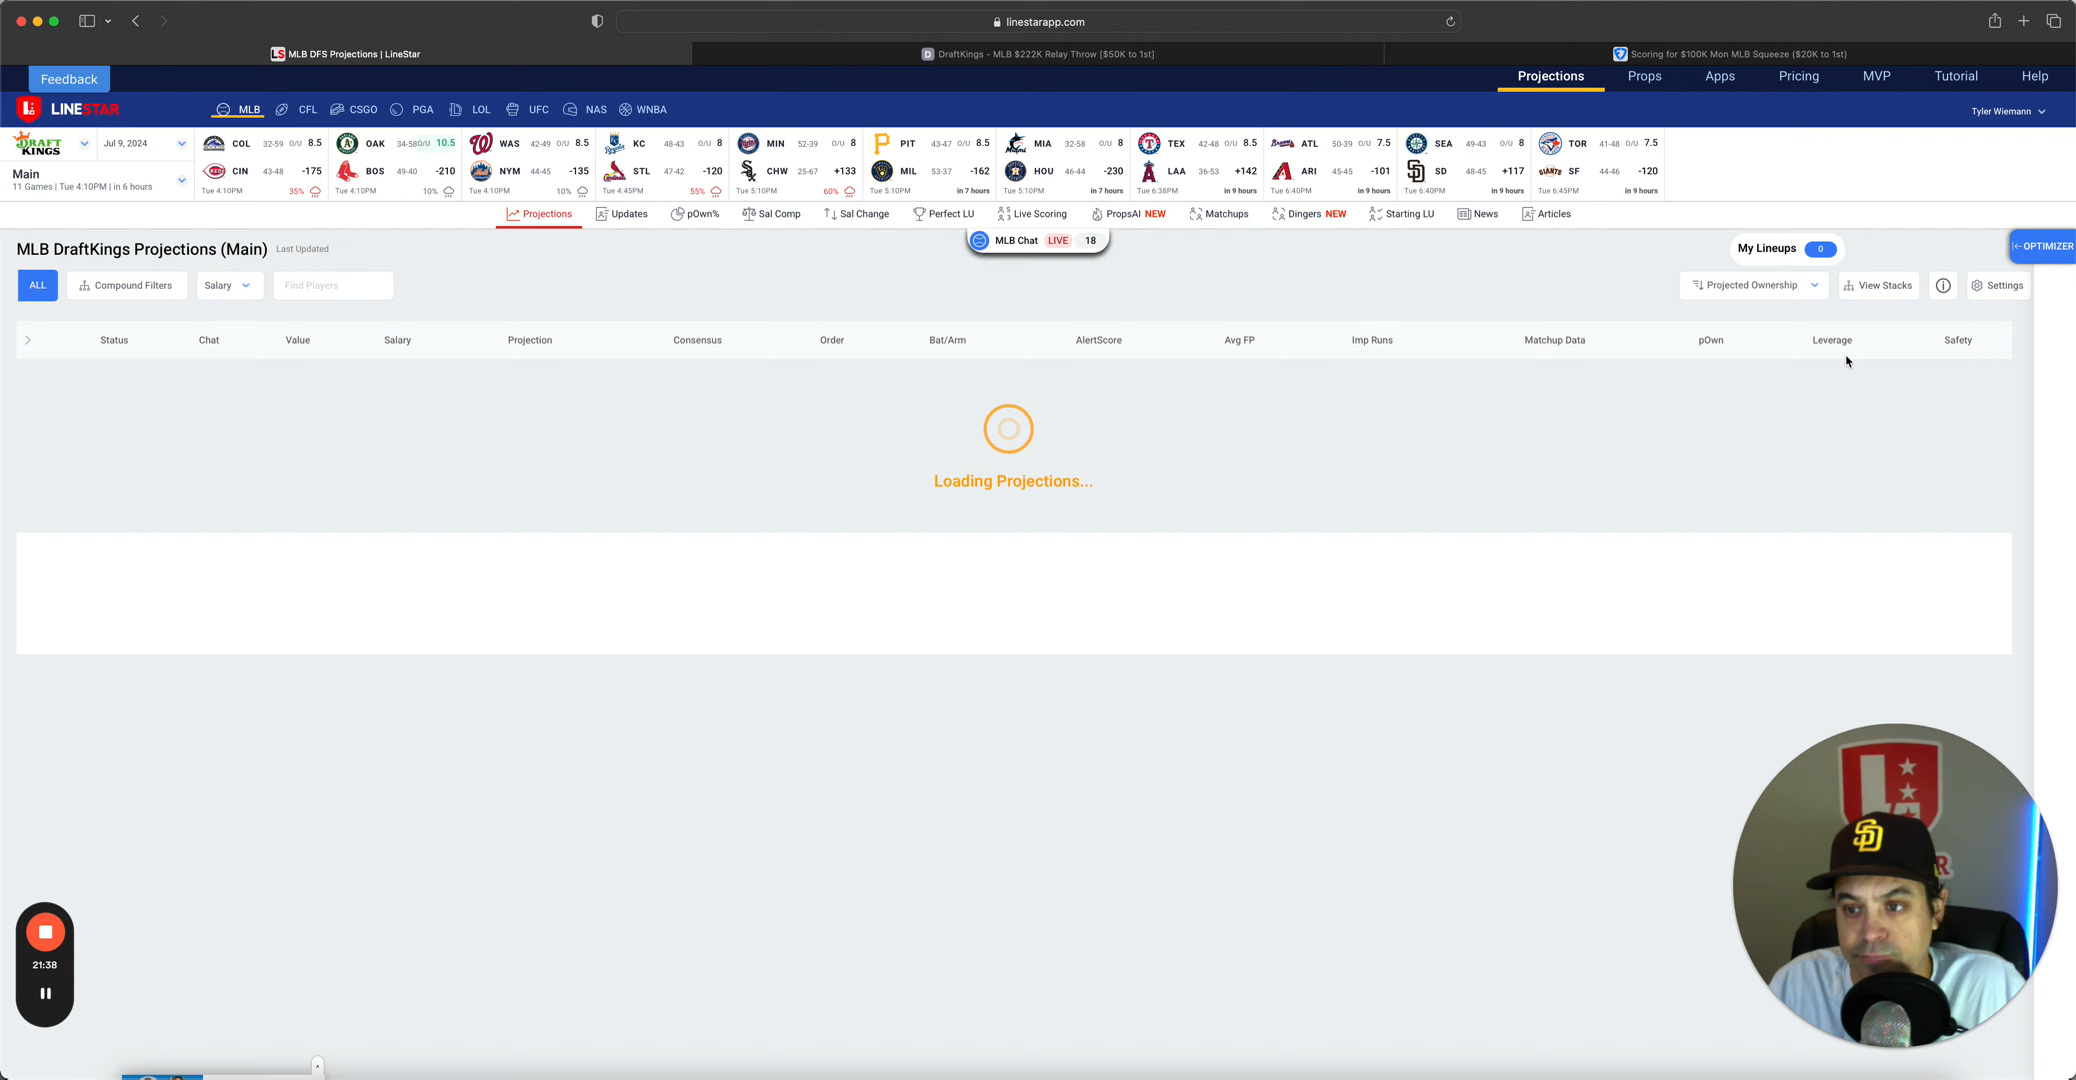 linestarapp.com
LS MLB DFS Projections | LineStar
D DraftKings - MLB $222K Relay Throw [$50K to 1st]
Scoring for $100K Mon MLB Squeeze ($20K to 1st)
Feedback
Projections Props Apps Pricing MVP Tutorial Help
LINESTAR MLB CFL CSGO PGA LOL UFC NAS WNBA
Tyler Wiemann
DRAFT KINGS Jul 9, 2024
Main
11 Games | Tue 4:10PM | in 6 hours
COL 32-59 O/U 8.5
CIN 43-48 -175
Tue 4:10PM 35%
OAK 34-58 O/U 10.5
BOS 49-40 -210
Tue 4:10PM 10%
WAS 42-49 O/U 8.5
NYM 44-45 -135
Tue 4:10PM 10%
KC 48-43 O/U 8
STL 47-42 -120
Tue 4:45PM 55%
MIN 52-39 O/U 8
CHW 25-67 +133
Tue 5:10PM 60%
PIT 43-47 O/U 8.5
MIL 53-37 -162
Tue 5:10PM in 7 hours
MIA 32-58 O/U 8
HOU 46-44 -230
Tue 5:10PM in 7 hours
TEX 42-48 O/U 8.5
LAA 36-53 +142
Tue 6:38PM in 9 hours
ATL 50-39 O/U 7.5
ARI 45-45 -101
Tue 6:40PM in 9 hours
SEA 49-43 O/U 8
SD 48-45 +117
Tue 6:40PM in 9 hours
TOR 41-48 O/U 7.5
SF 44-46 -120
Tue 6:45PM in 9 hours
Projections Updates pOwn% Sal Comp Sal Change Perfect LU Live Scoring PropsAI NEW Matchups Dingers NEW Starting LU News Articles
MLB DraftKings Projections (Main) Last Updated
MLB Chat LIVE 18
My Lineups 0
OPTIMIZER
ALL Compound Filters Salary Find Players
Projected Ownership View Stacks Settings
Status Chat Value Salary Projection Consensus Order Bat/Arm AlertScore Avg FP Imp Runs Matchup Data pOwn Leverage Safety
Loading Projections...
SD
21:38